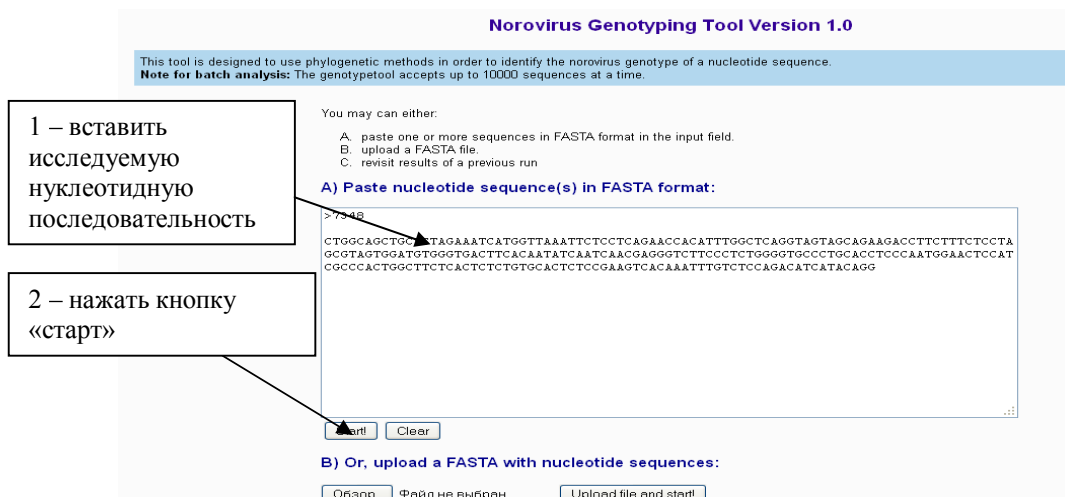 Norovirus Genotyping Tool Version 1.0
This tool is designed to use phylogenetic methods in order to identify the norovirus genotype of a nucleotide sequence.
Note for batch analysis: The genotypetool accepts up to 10000 sequences at a time.
1 – вставить
исследуемую
нуклеотидную
последовательность
You may can either:
A. paste one or more sequences in FASTA format in the input field.
B. upload a FASTA file.
C. revisit results of a previous run
A) Paste nucleotide sequence(s) in FASTA format:
>7348
TAGAAATCATGGTTAAATTCTCCTCAGAACCACATTTGGCTCAGGTAGTAGCAGAAGACCTTCTTTCTCCTA
GCGTAGTGGATGTGGGTGACTTCACAATATCAATCAACGAGGGTCTTCCCTCTGGGGTGCCCTGCACCTCCCAATGGAACTCCAT
CGCCCACTGGCTTCTCACTCTCTGTGCACTCTCCGAAGTCACAAATTTGTCTCCAGACATCATACAGG
2 – нажать кнопку
«старт»
Start! Clear
B) Or, upload a FASTA with nucleotide sequences:
Обзор... Файл не выбран Upload file and start!